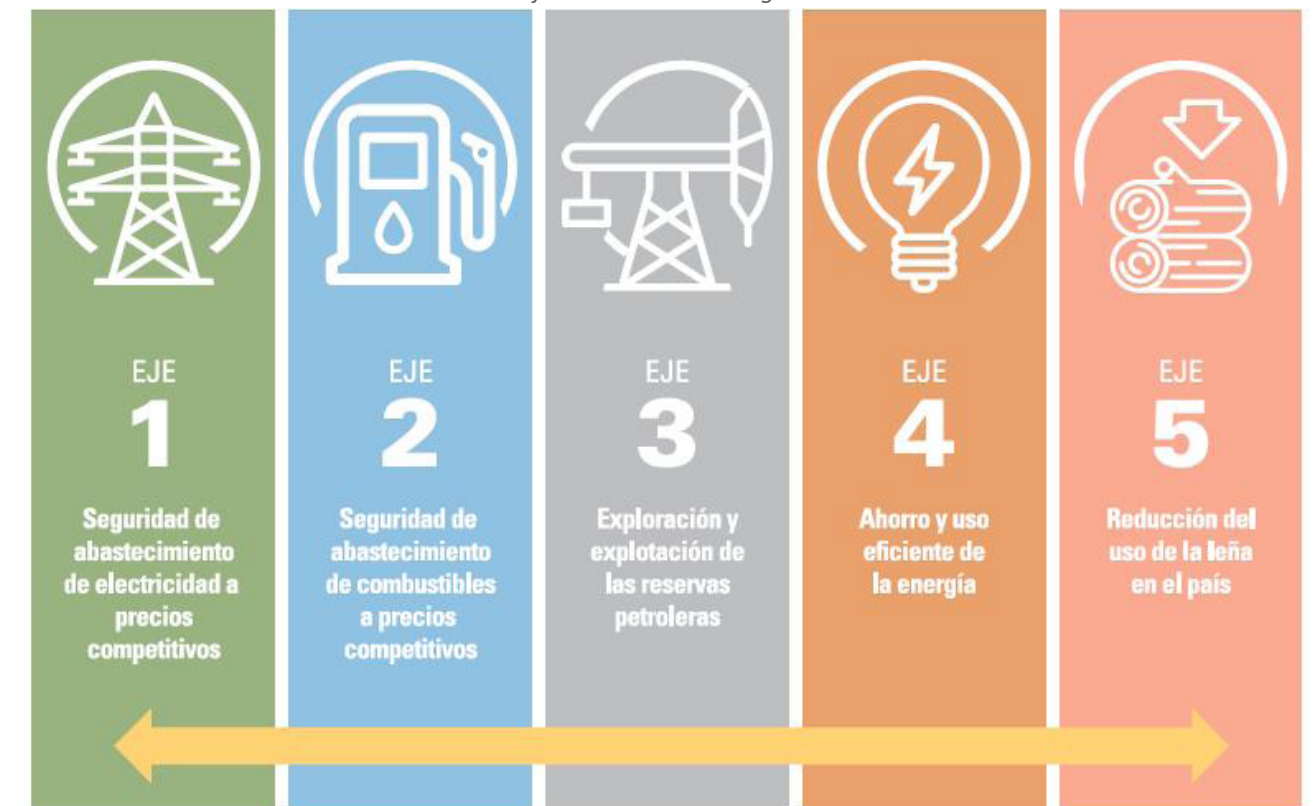 EJE
1
Seguridad de
abastecimiento
de electricidad a
precios
competitivos
EJE
2
Seguridad de
abastecimiento
de combustibles
a precios
competitivos
EJE
3
Exploración y
explotación de
las reservas
petroleras
EJE
4
Ahorro y uso
eficiente de
la energía
EJE
5
Reducción del
uso de la leña
en el país